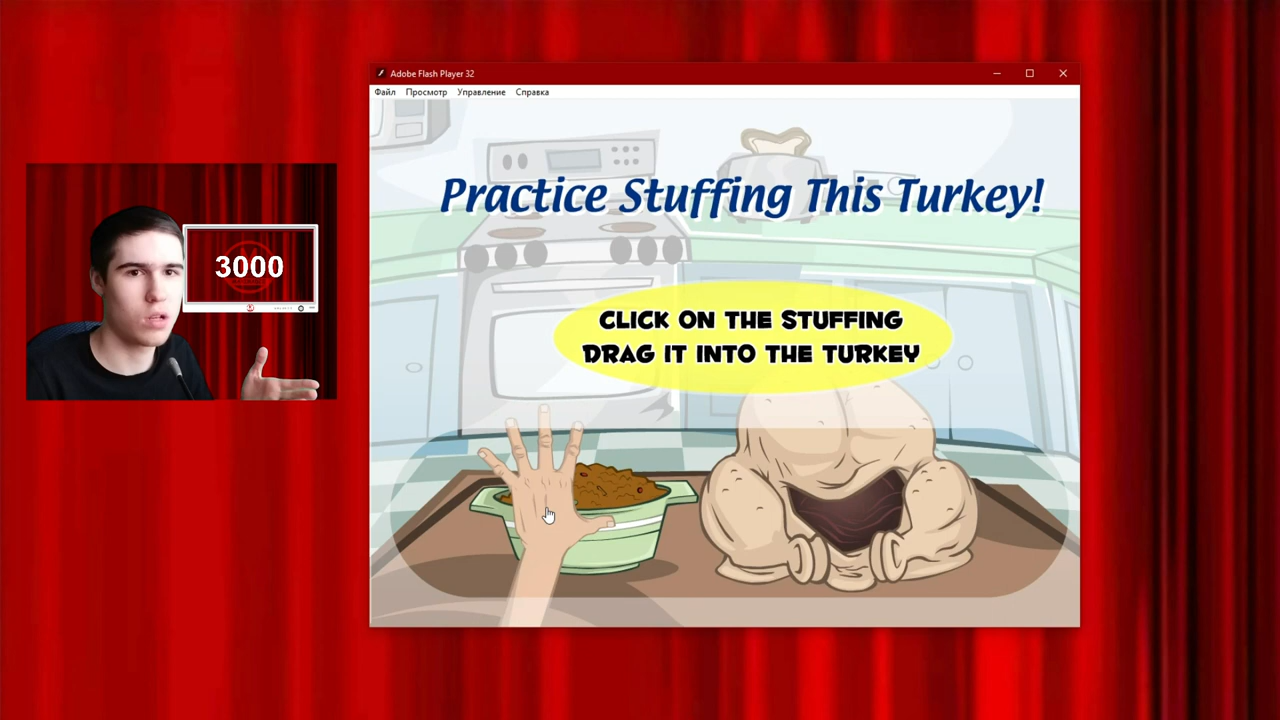 Adobe Flash Player 32
Файл Просмотр Управление Справка
Practice Stuffing This Turkey!
3000
CLICK ON THE STUFFING
DRAG IT INTO THE TURKEY